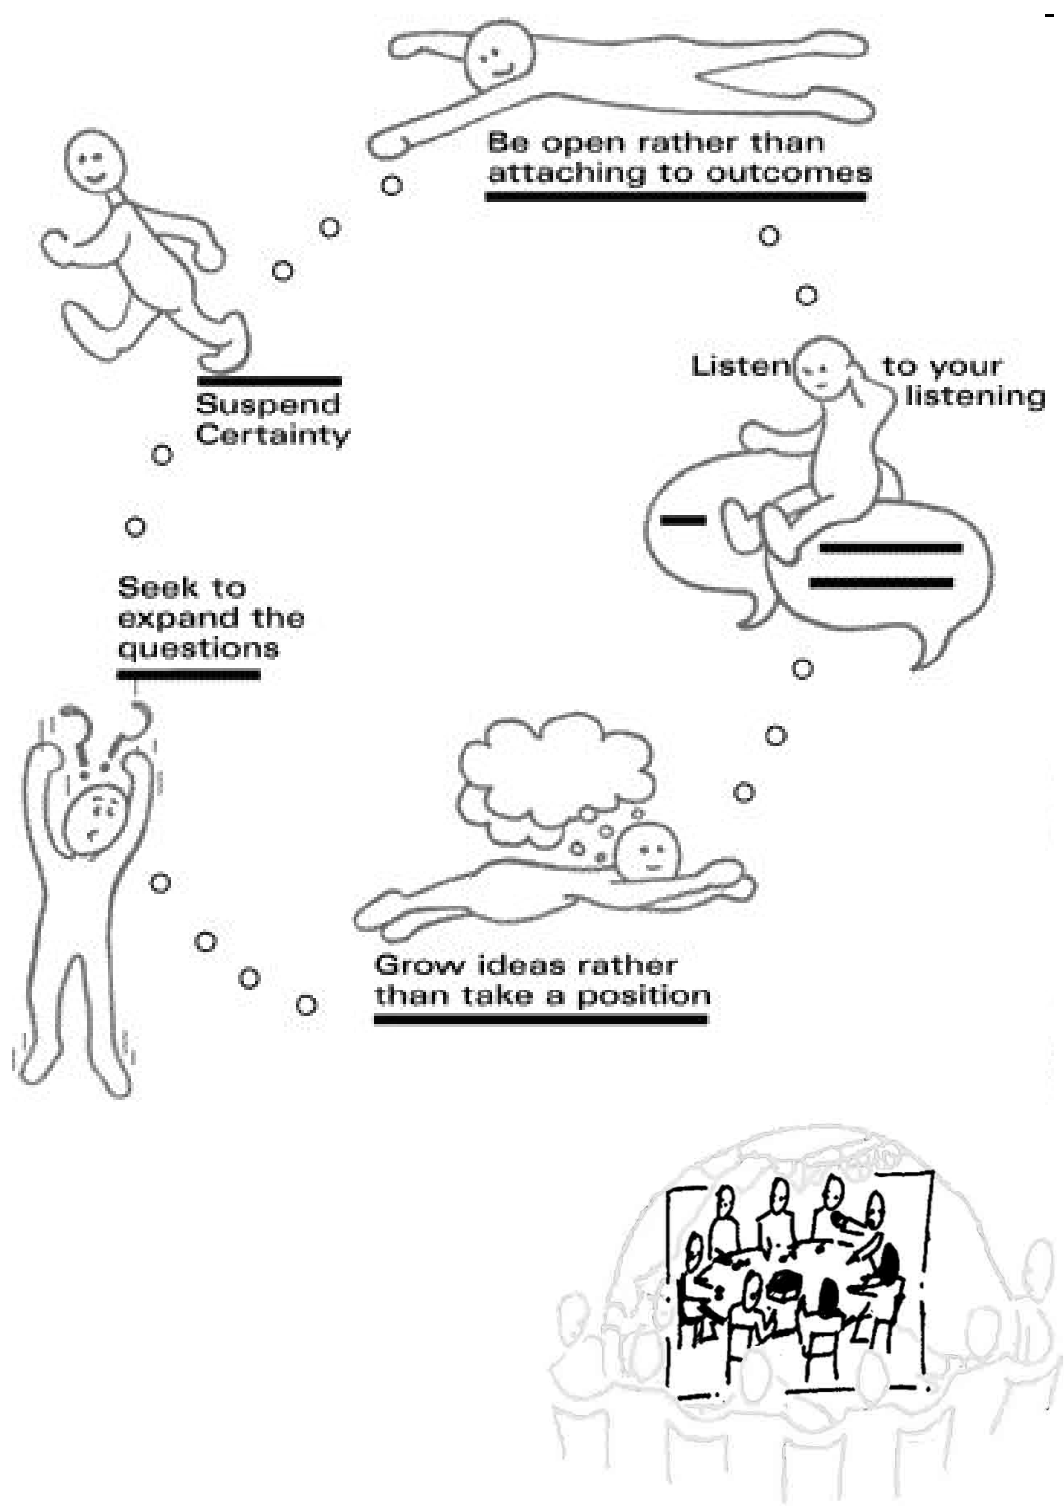 Be open rather than
attaching to outcomes
Listen to your
listening
Suspend
Certainty
Seek to
expand the
questions
Grow ideas rather
than take a position